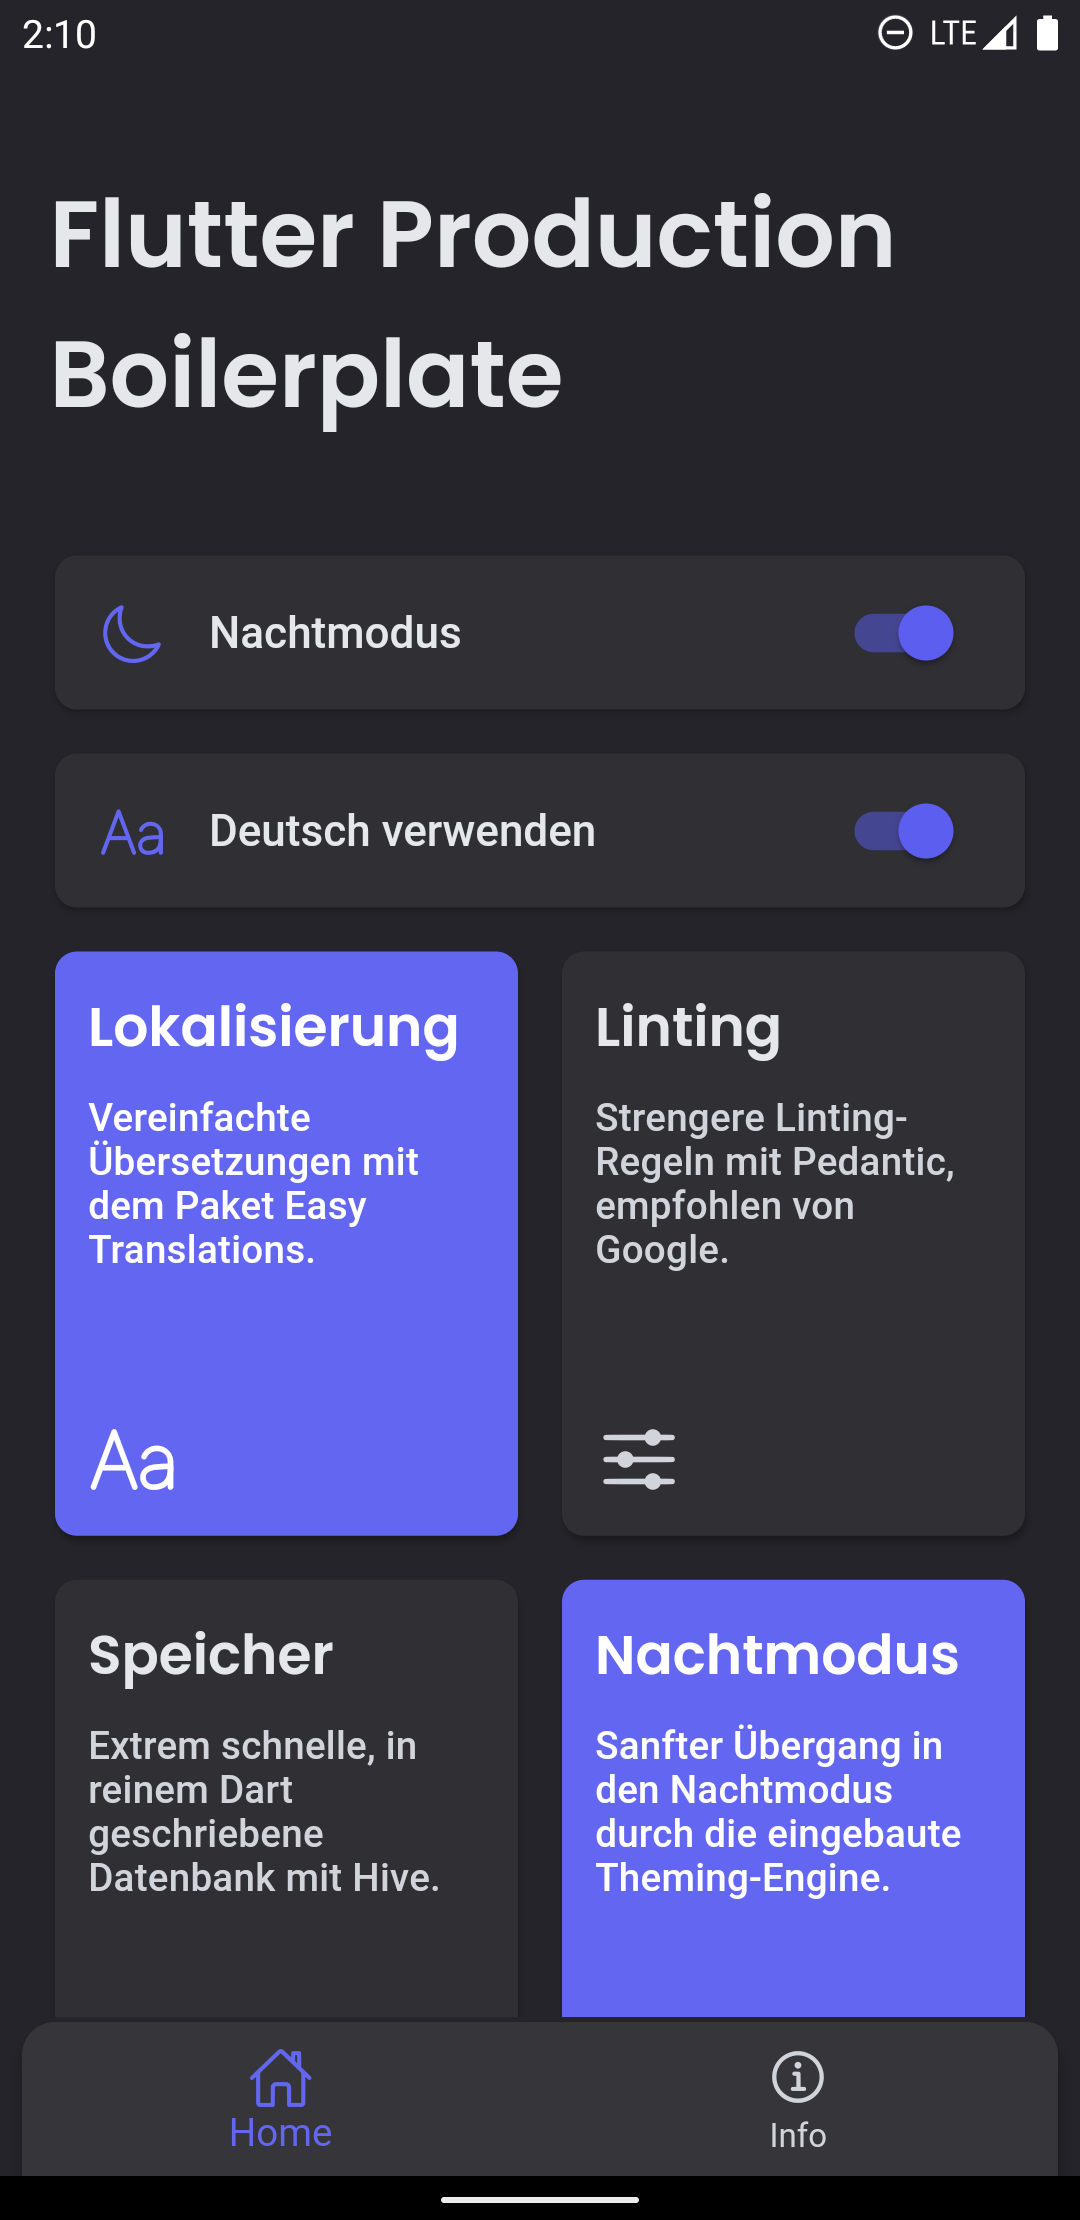 2:10
LTE
Flutter Production
Boilerplate
Nachtmodus
Aa
Deutsch verwenden
Lokalisierung
Vereinfachte
Übersetzungen mit
dem Paket Easy
Translations.
Aa
Linting
Strengere Linting-
Regeln mit Pedantic,
empfohlen von
Google.
Speicher
Extrem schnelle, in
reinem Dart
geschriebene
Datenbank mit Hive.
Nachtmodus
Sanfter Übergang in
den Nachtmodus
durch die eingebaute
Theming-Engine.
Home
Info